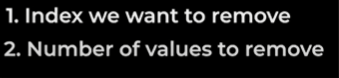 1. Index we want to remove
2. Number of values to remove